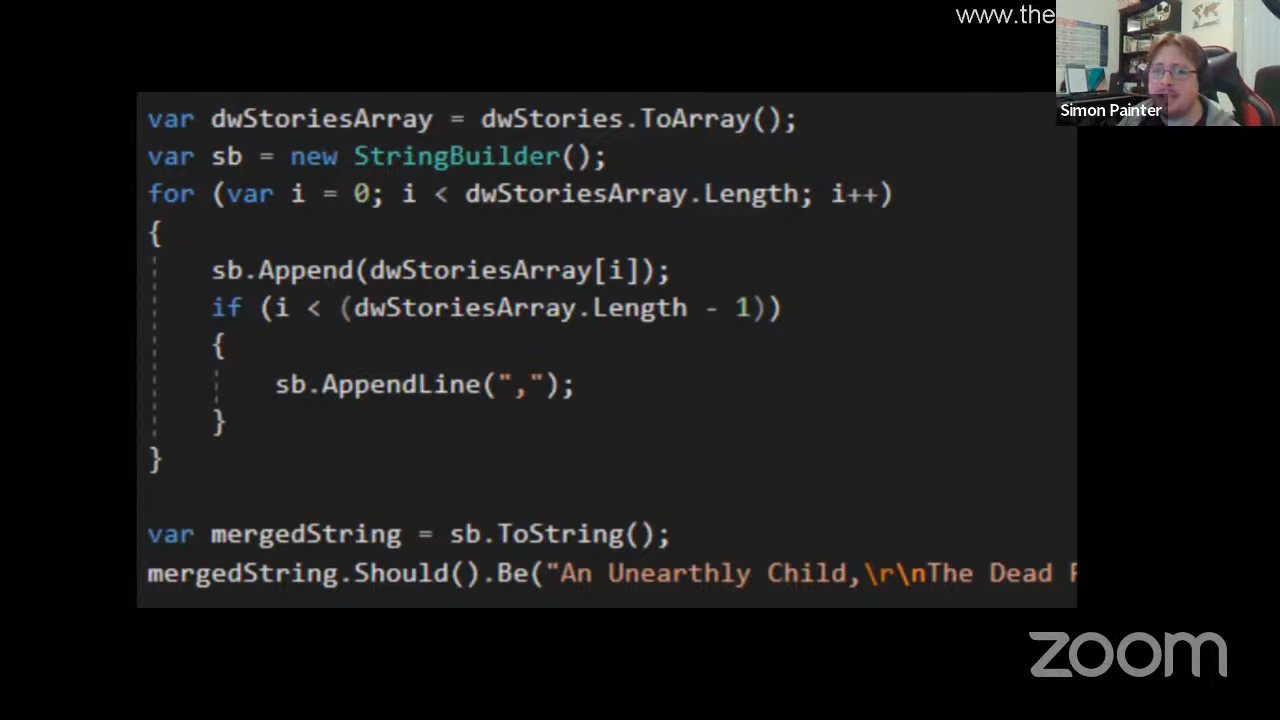 www.the
Simon Painter
var dwStoriesArray = dwStories.ToArray();
var sb = new StringBuilder();
for (var i = 0; i < dwStoriesArray.Length; i++)
{
    sb.Append(dwStoriesArray[i]);
    if (i < (dwStoriesArray.Length - 1))
    {
        sb.AppendLine(",");
    }
}
var mergedString = sb.ToString();
mergedString.Should().Be("An Unearthly Child,\r\nThe Dead
zoom